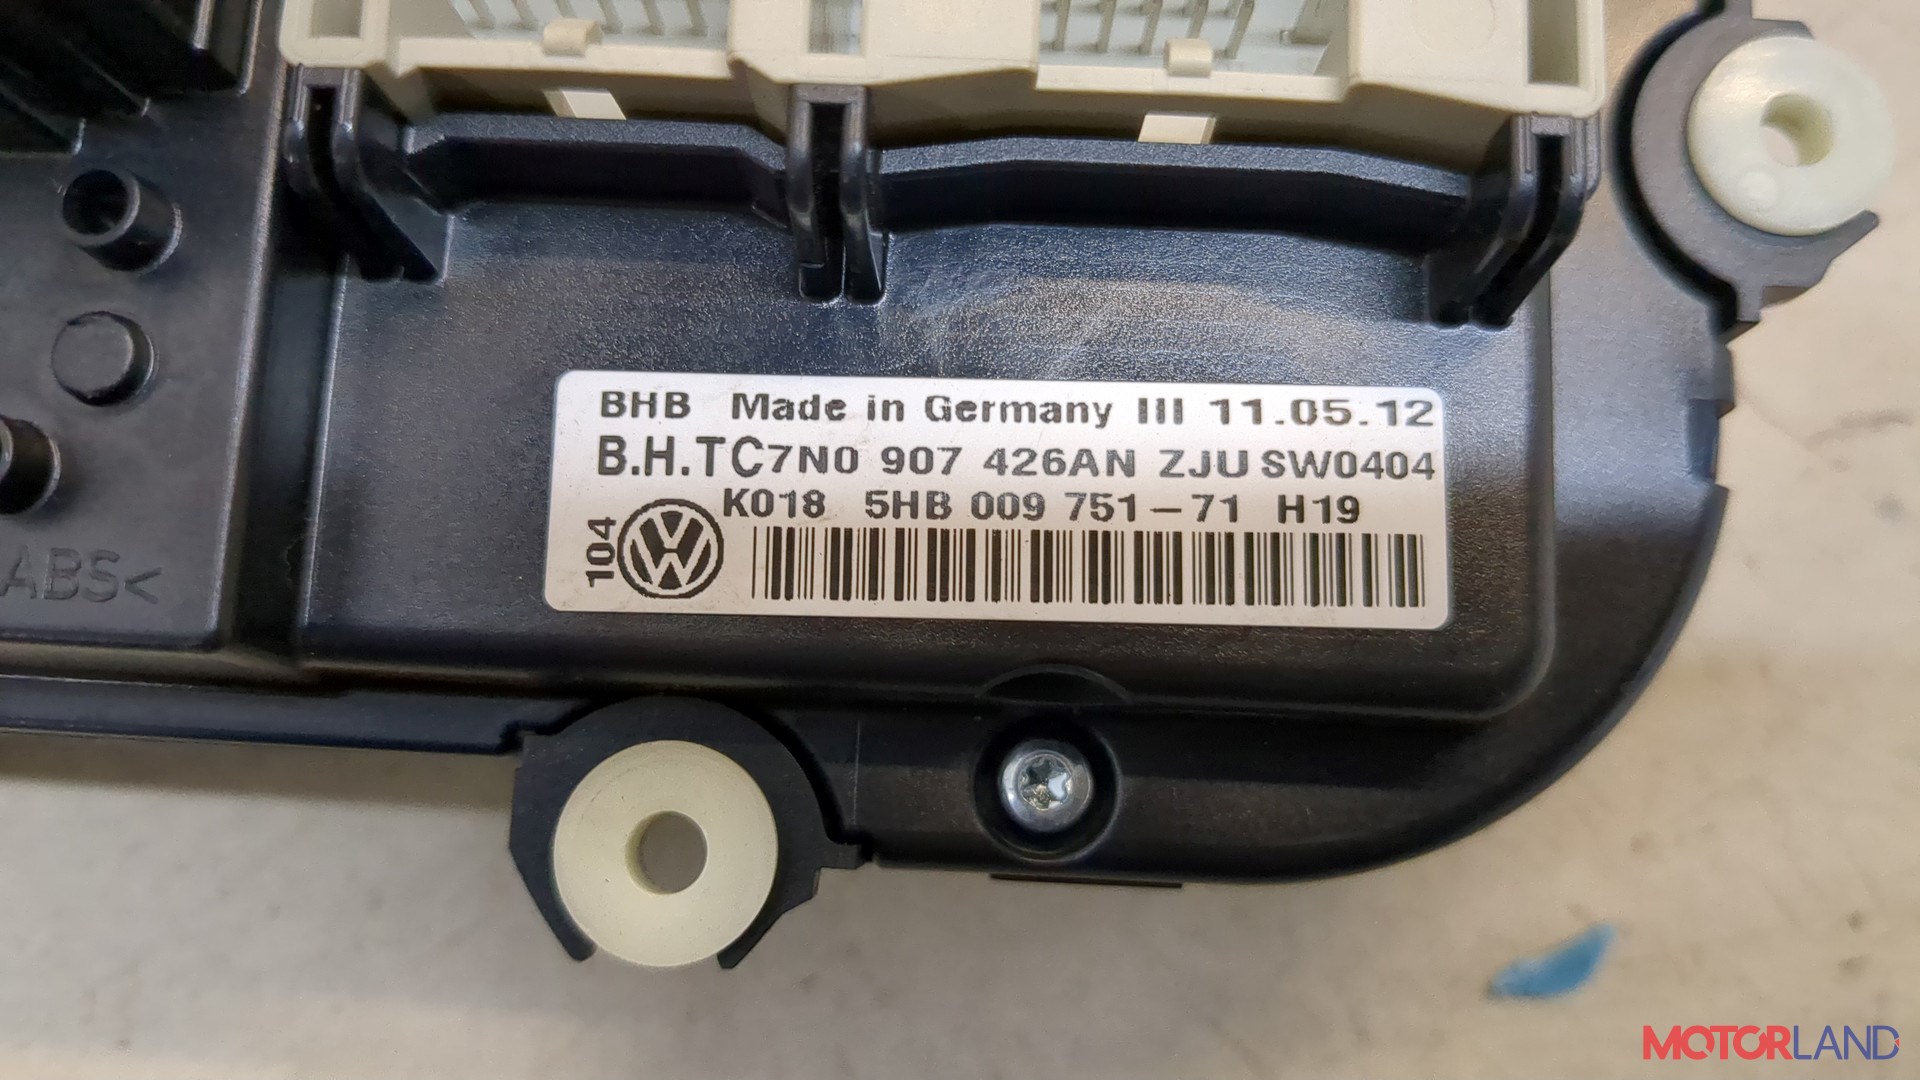 BHB Made in Germany III 11.05.12
B.H.TC7N0 907 426AN ZJU SW0404
K018 5HB 009 751-71 H19
104
ABS<
MOTORLAND